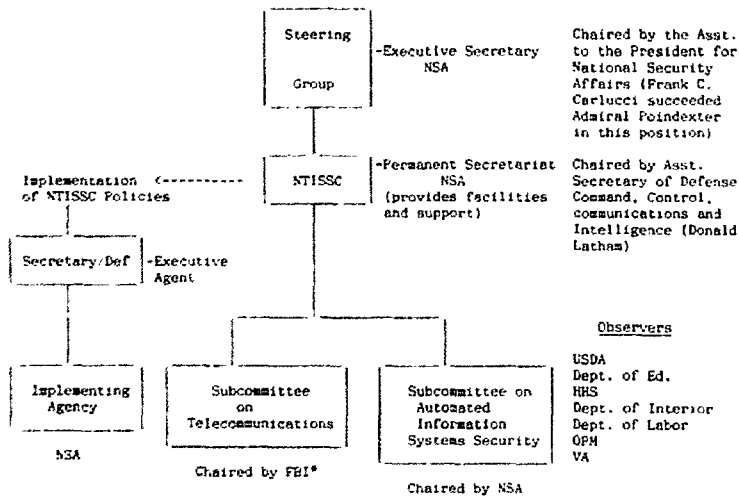 Steering
Group
-Executive Secretary
NSA
Chaired by the Asst.
to the President for
National Security
Affairs (Frank C.
Carlucci succeeded
Admiral Poindexter
in this position)
Implementation
of NTISSC Policies
NTISSC
-Permanent Secretariat
NSA
(provides facilities
and support)
Chaired by Asst.
Secretary of Defense
Command, Control,
communications and
Intelligence (Donald
Latham)
Secretary/Def
-Executive
Agent
Implementing
Agency
NSA
Subcommittee
on
Telecommunications
Chaired by FBI*
Subcommittee on
Automated
Information
Systems Security
Chaired by NSA
Observers
USDA
Dept. of Ed.
HHS
Dept. of Interior
Dept. of Labor
OPM
VA